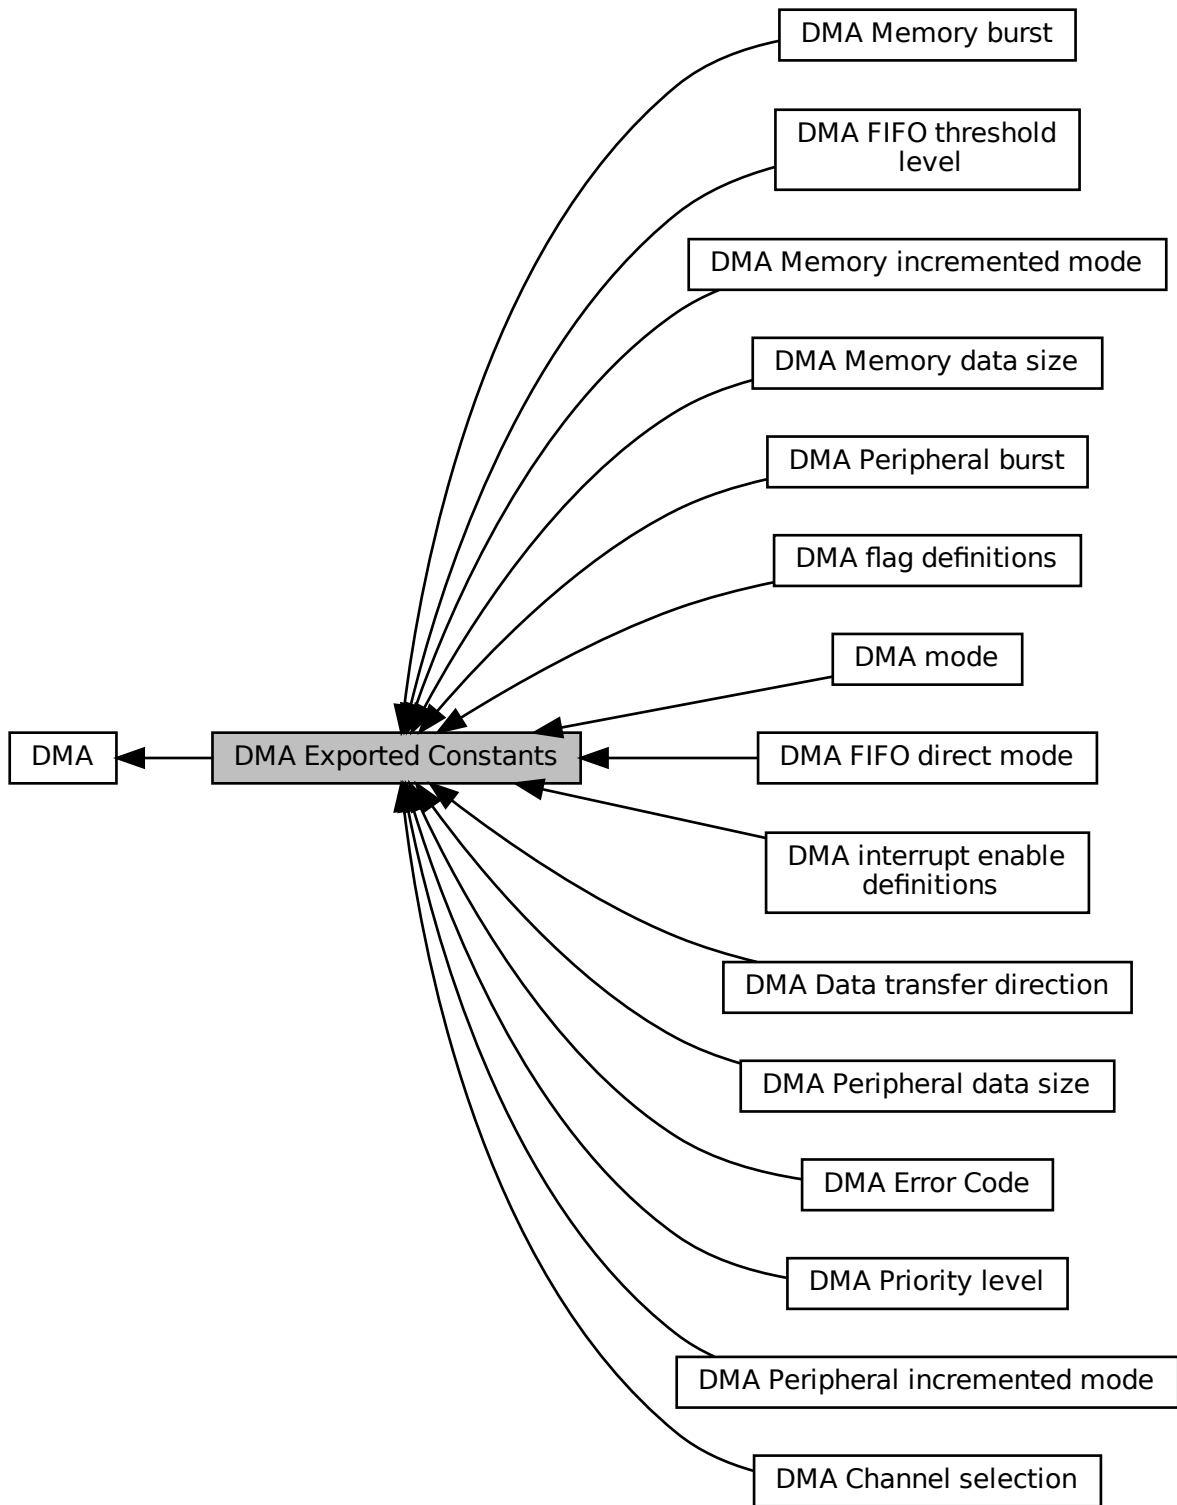 DMA Memory burst
DMA FIFO threshold
level
DMA Memory incremented mode
DMA Memory data size
DMA Peripheral burst
DMA flag definitions
DMA mode
DMA
DMA Exported Constants
DMA FIFO direct mode
DMA interrupt enable
definitions
DMA Data transfer direction
DMA Peripheral data size
DMA Error Code
DMA Priority level
DMA Peripheral incremented mode
DMA Channel selection